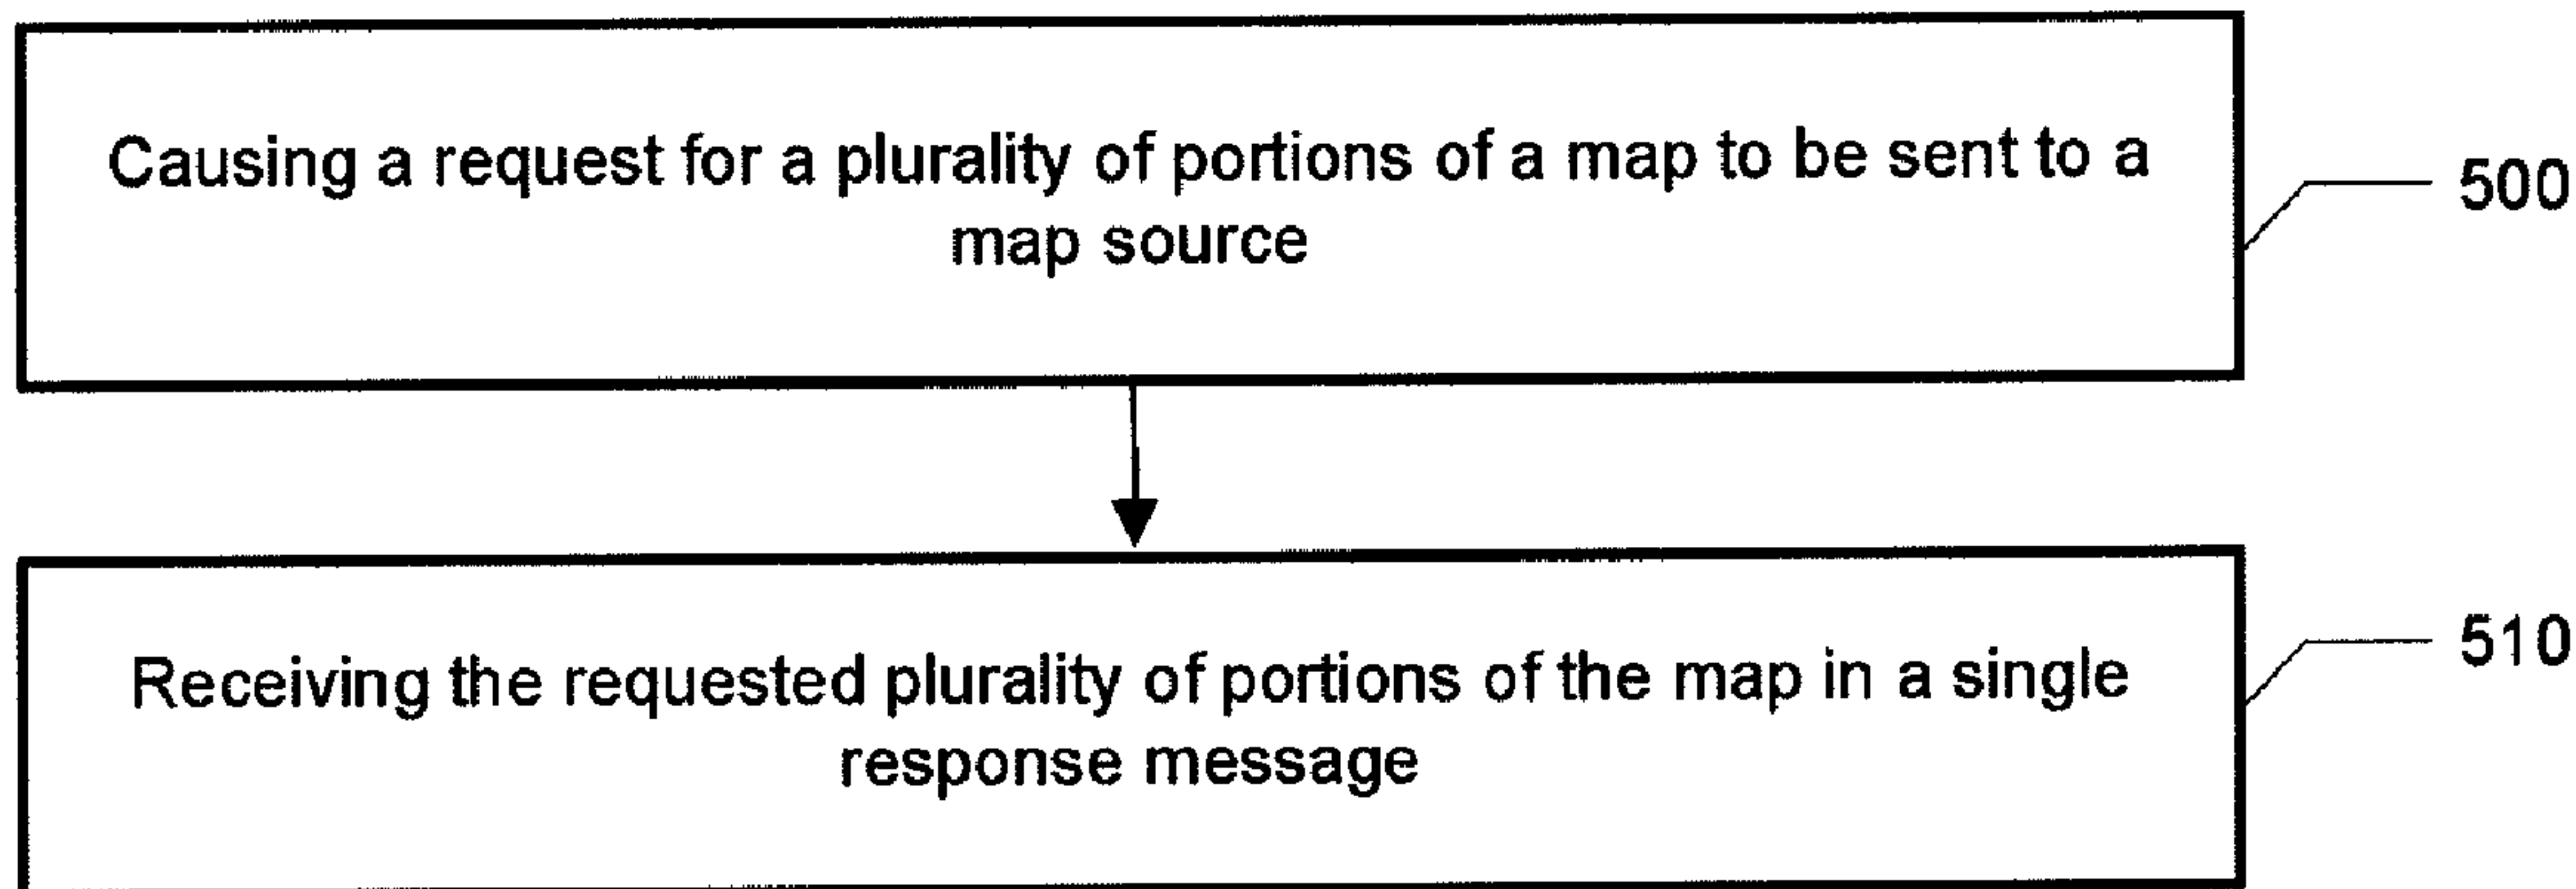 Causing a request for a plurality of portions of a map to be sent to a
map source
500
Receiving the requested plurality of portions of the map in a single
response message
510